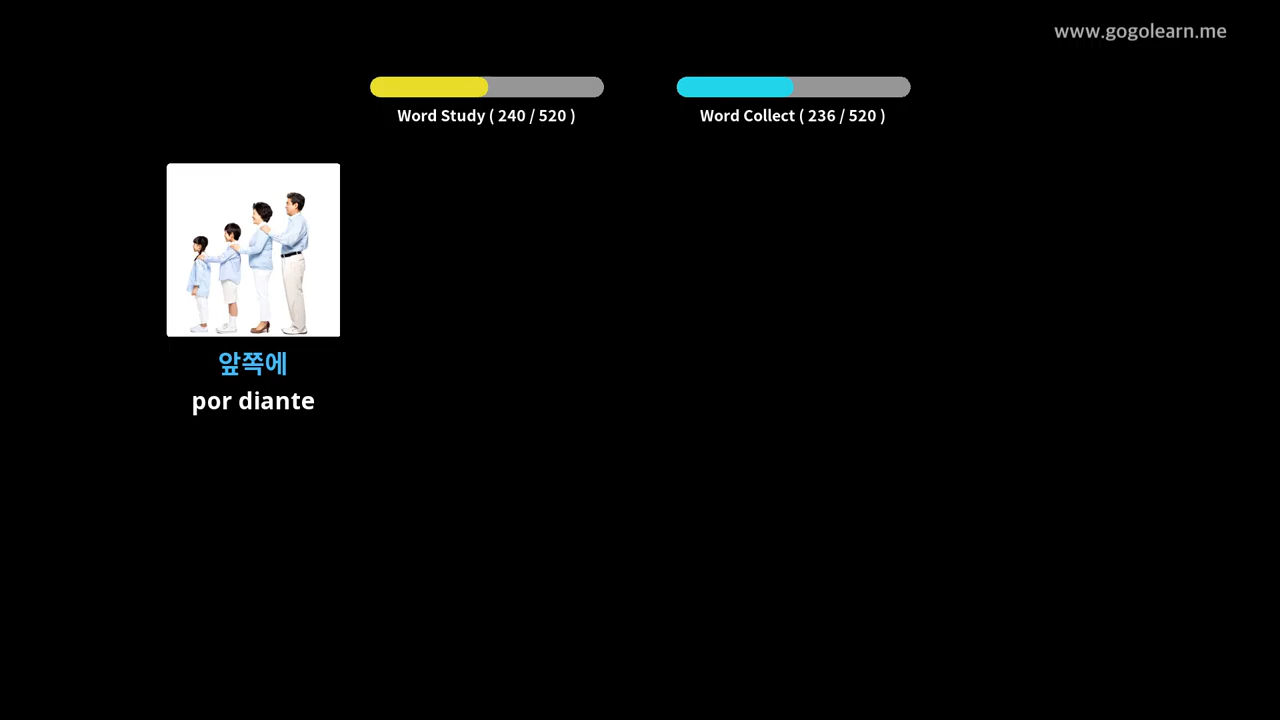 www.gogolearn.me
Word Study ( 240 / 520 )
Word Collect ( 236 / 520 )
앞쪽에
por diante